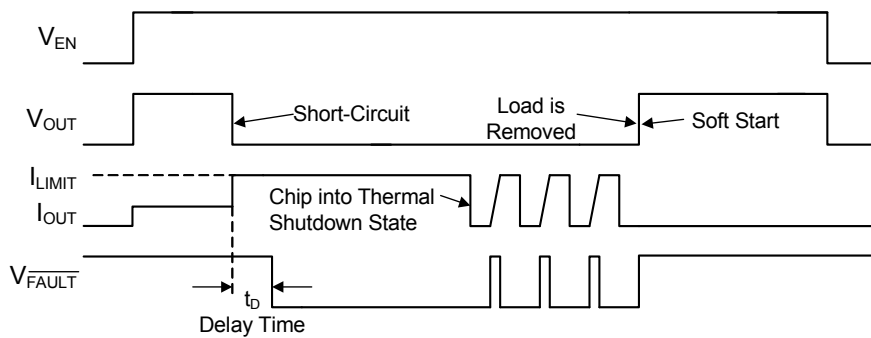 VEN
VOUT
Short-Circuit
Load is
Removed
Soft Start
ILIMIT
IOUT
Chip into Thermal
Shutdown State
VFAULT
tD
Delay Time